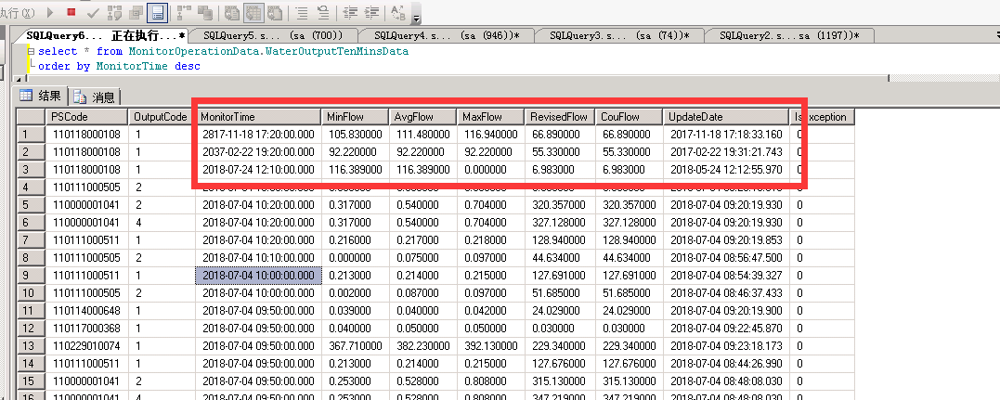 执行(X)
SQLQuery6... 正在执行...* SQLQuery5... (sa (700)) SQLQuery4... (sa (946))* SQLQuery3... (sa (74))* SQLQuery2...sa (1197))*
select * from MonitorOperationData.WaterOutputTenMinsData
order by MonitorTime desc
结果 消息
PSCode OutputCode MonitorTime MinFlow AvgFlow MaxFlow RevisedFlow CouFlow UpdateDate IsException
1 110118000108 1 2817-11-18 17:20:00.000 105.830000 111.480000 116.940000 66.890000 66.890000 2017-11-18 17:18:33.160 0
2 110118000108 1 2037-02-22 19:20:00.000 92.220000 92.220000 92.220000 55.330000 55.330000 2017-02-22 19:31:21.743 0
3 110118000108 1 2018-07-24 12:10:00.000 116.389000 116.389000 0.000000 6.983000 6.983000 2018-05-24 12:12:55.970 0
4 110111000505 2 0
5 110000001041 2 2018-07-04 10:20:00.000 0.317000 0.540000 0.704000 320.357000 320.357000 2018-07-04 09:20:19.930 0
6 110000001041 4 2018-07-04 10:20:00.000 0.317000 0.540000 0.704000 327.128000 327.128000 2018-07-04 09:20:19.930 0
7 110111000511 1 2018-07-04 10:20:00.000 0.216000 0.217000 0.218000 128.940000 128.940000 2018-07-04 09:20:19.853 0
8 110111000505 2 2018-07-04 10:10:00.000 0.000000 0.075000 0.097000 44.634000 44.634000 2018-07-04 08:56:47.500 0
9 110111000511 1 2018-07-04 10:00:00.000 0.213000 0.214000 0.215000 127.691000 127.691000 2018-07-04 08:54:39.327 0
10 110111000505 2 2018-07-04 10:00:00.000 0.002000 0.087000 0.097000 51.685000 51.685000 2018-07-04 08:46:37.433 0
11 110114000648 1 2018-07-04 09:50:00.000 0.039000 0.040000 0.042000 24.029000 24.029000 2018-07-04 09:20:19.900 0
12 110117000368 1 2018-07-04 09:50:00.000 0.040000 0.050000 0.050000 0.030000 0.030000 2018-07-04 09:22:45.870 0
13 110229010074 1 2018-07-04 09:50:00.000 367.710000 382.230000 392.130000 229.340000 229.340000 2018-07-04 09:23:18.173 0
14 110111000511 1 2018-07-04 09:50:00.000 0.213000 0.214000 0.215000 127.676000 127.676000 2018-07-04 08:44:26.990 0
15 110000001041 2 2018-07-04 09:50:00.000 0.253000 0.528000 0.808000 315.130000 315.130000 2018-07-04 08:48:08.030 0
16 110000001041 4 2018-07-04 09:50:00.000 0.253000 0.528000 0.808000 347.219000 347.219000 2018-07-04 08:48:08.030 0